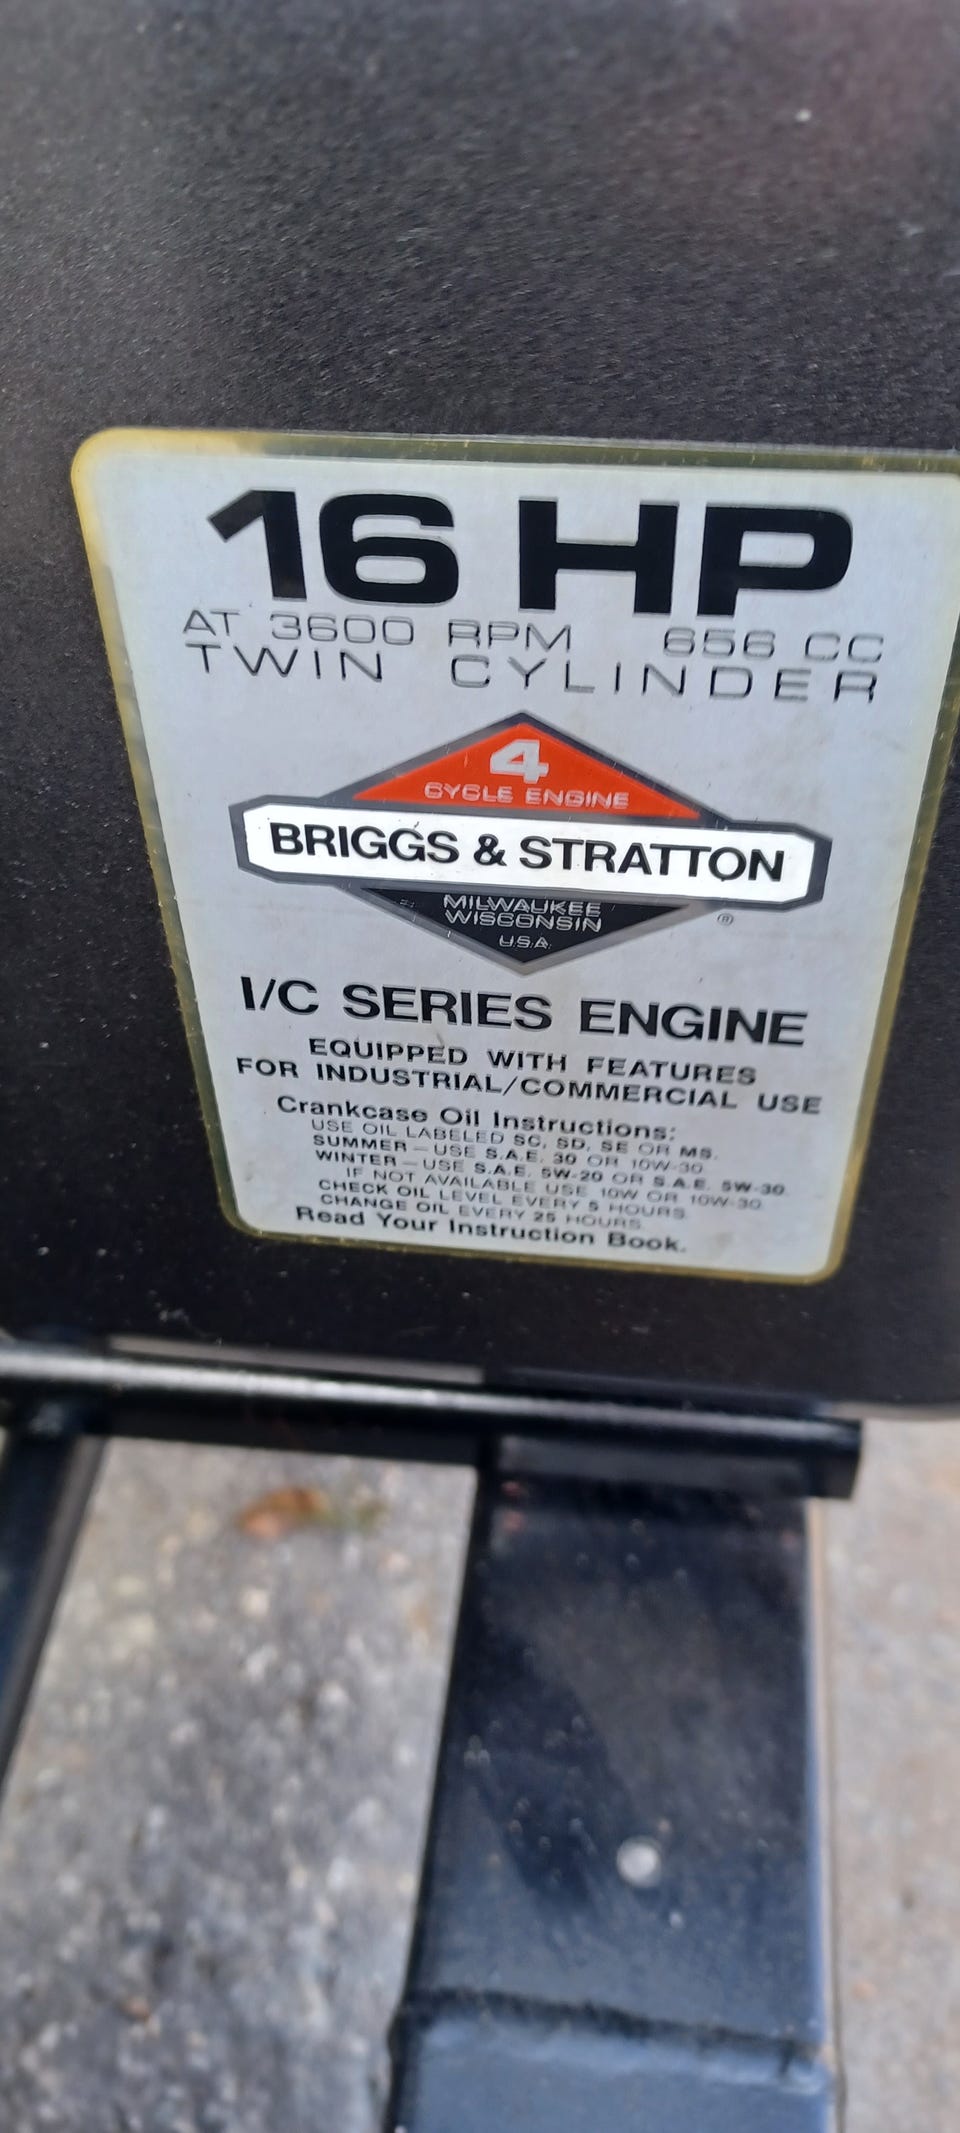 16 HP
AT 3600 RPM 656 CC
TWIN CYLINDER
4
CYCLE ENGINE
BRIGGS & STRATTON
MILWAUKEE
WISCONSIN
U.S.A.
®
I/C SERIES ENGINE
EQUIPPED WITH FEATURES
FOR INDUSTRIAL/COMMERCIAL USE
Crankcase Oil Instructions:
USE OIL LABELED SC, SD, SE OR MS.
SUMMER – USE S.A.E. 30 OR 10W-30.
WINTER – USE S.A.E. 5W-20 OR S.A.E. 5W-30.
IF NOT AVAILABLE USE 10W OR 10W-30.
CHECK OIL LEVEL EVERY 5 HOURS.
CHANGE OIL EVERY 25 HOURS.
Read Your Instruction Book.